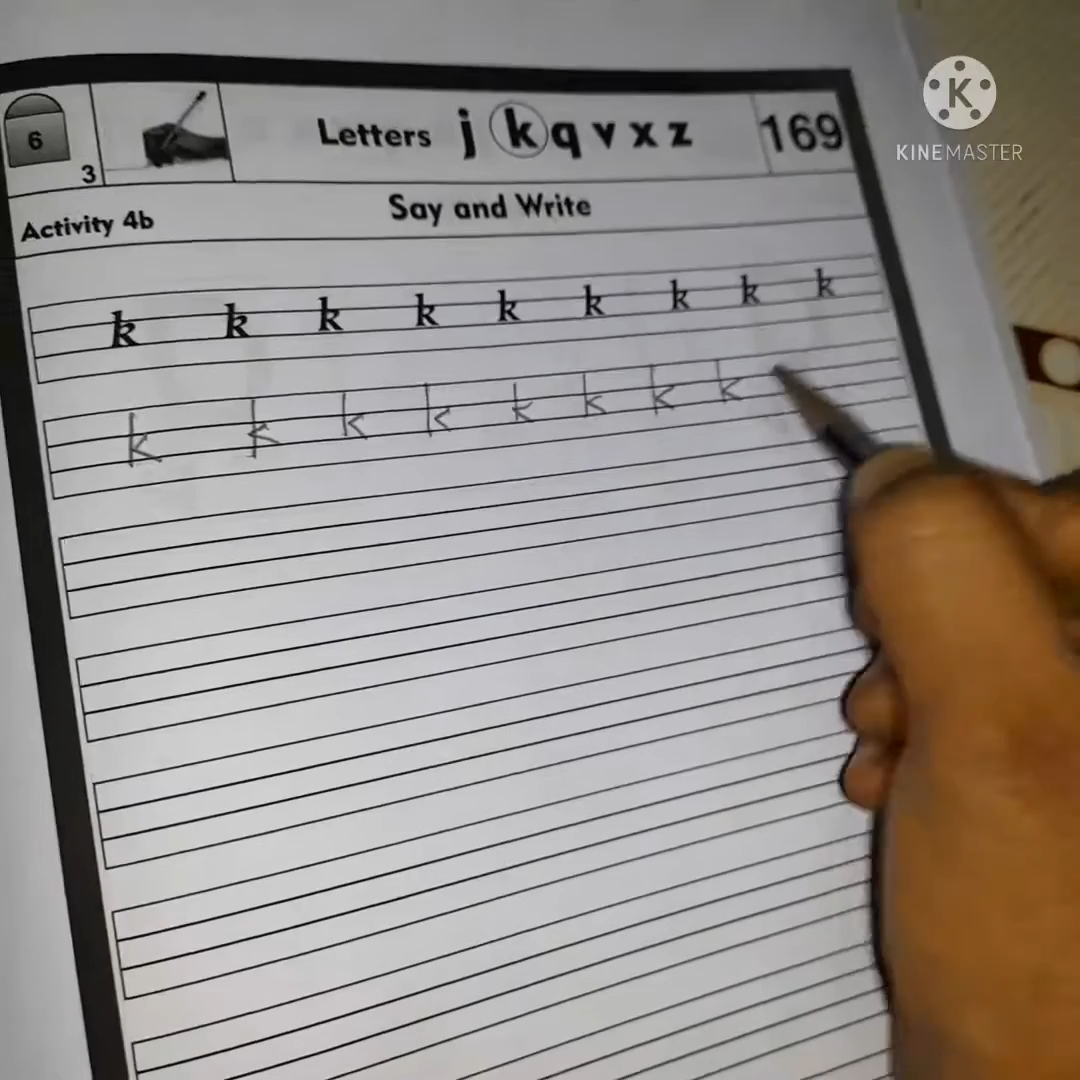 6
3
Letters j k q v x z
169
K
KINEMASTER
Activity 4b
Say and Write
k k k k k k k k k
k k k k k k k k